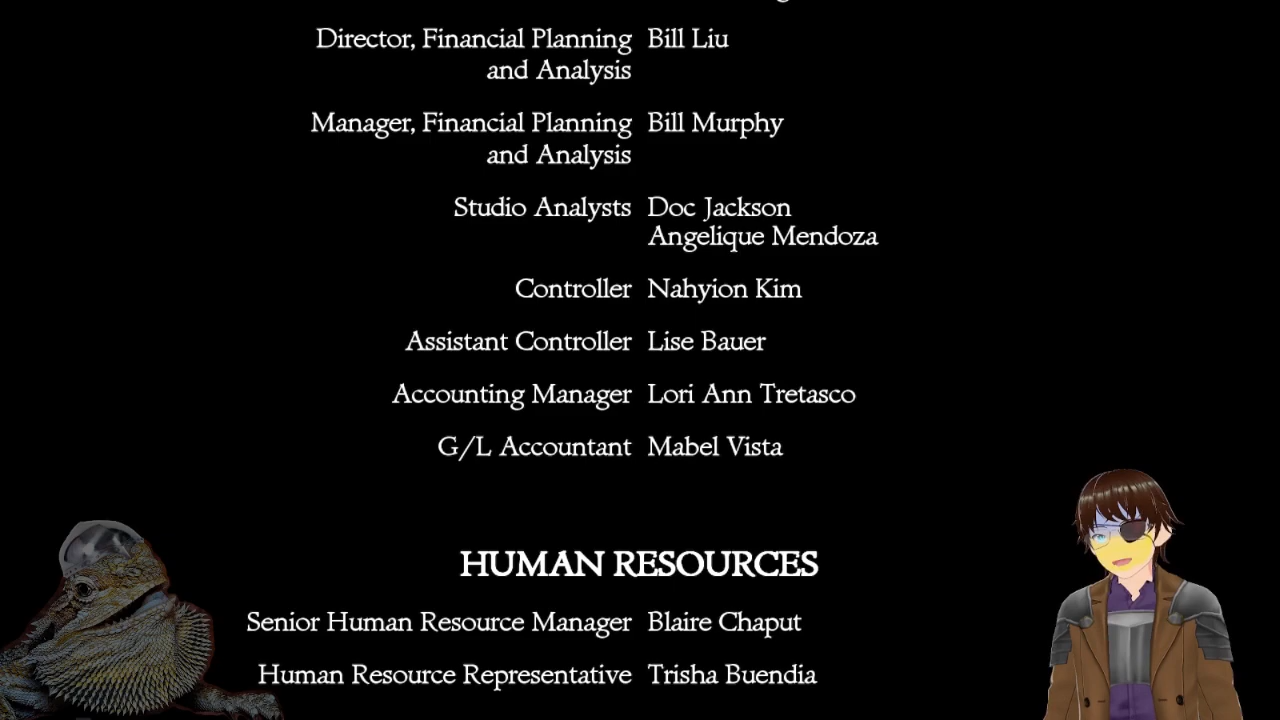 Director, Financial Planning Bill Liu
and Analysis
Manager, Financial Planning Bill Murphy
and Analysis
Studio Analysts Doc Jackson
Angelique Mendoza
Controller Nahyion Kim
Assistant Controller Lise Bauer
Accounting Manager Lori Ann Tretasco
G/L Accountant Mabel Vista
HUMAN RESOURCES
Senior Human Resource Manager Blaire Chaput
Human Resource Representative Trisha Buendia